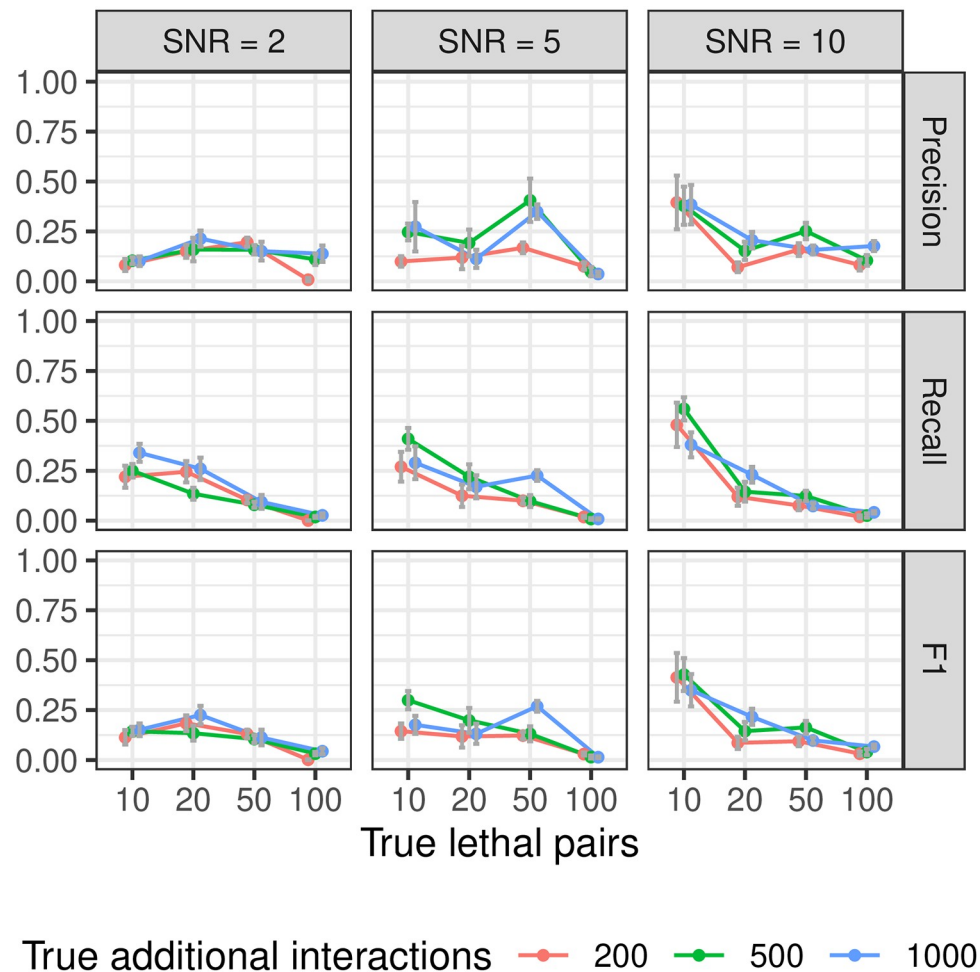 SNR = 2 SNR = 5 SNR = 10
1.00
0.75
0.50
0.25
0.00
Precision
1.00
0.75
0.50
0.25
0.00
Recall
1.00
0.75
0.50
0.25
0.00
F1
10 20 50 100 10 20 50 100 10 20 50 100
True lethal pairs
True additional interactions 200 500 1000